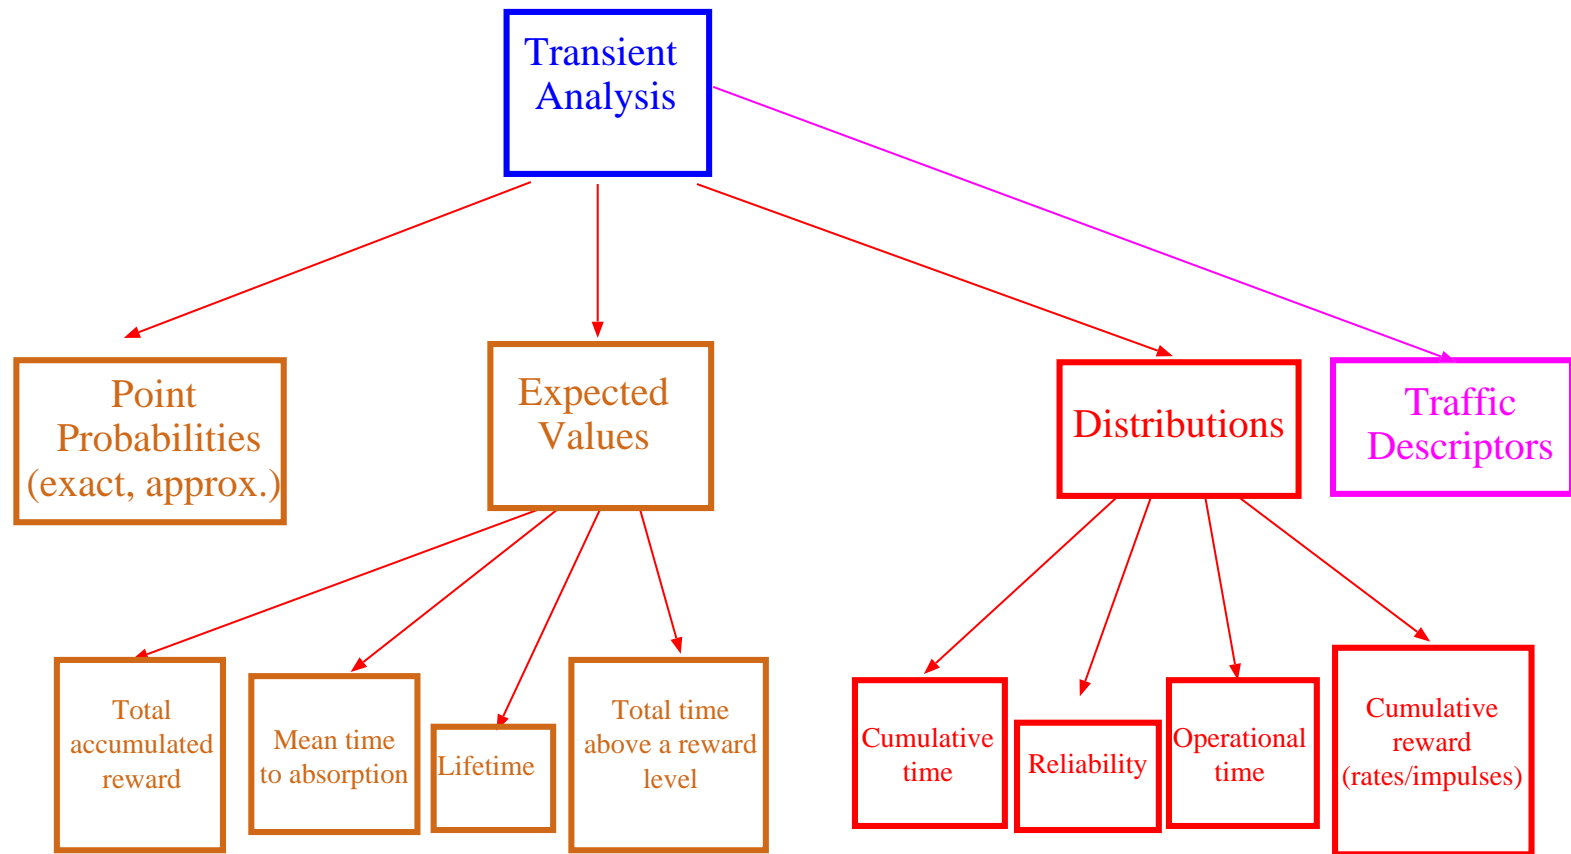 Transient
Analysis
Point
Probabilities
(exact, approx.)
Expected
Values
Distributions
Traffic
Descriptors
Total
accumulated
reward
Mean time
to absorption
Lifetime
Total time
above a reward
level
Cumulative
time
Reliability
Operational
time
Cumulative
reward
(rates/impulses)